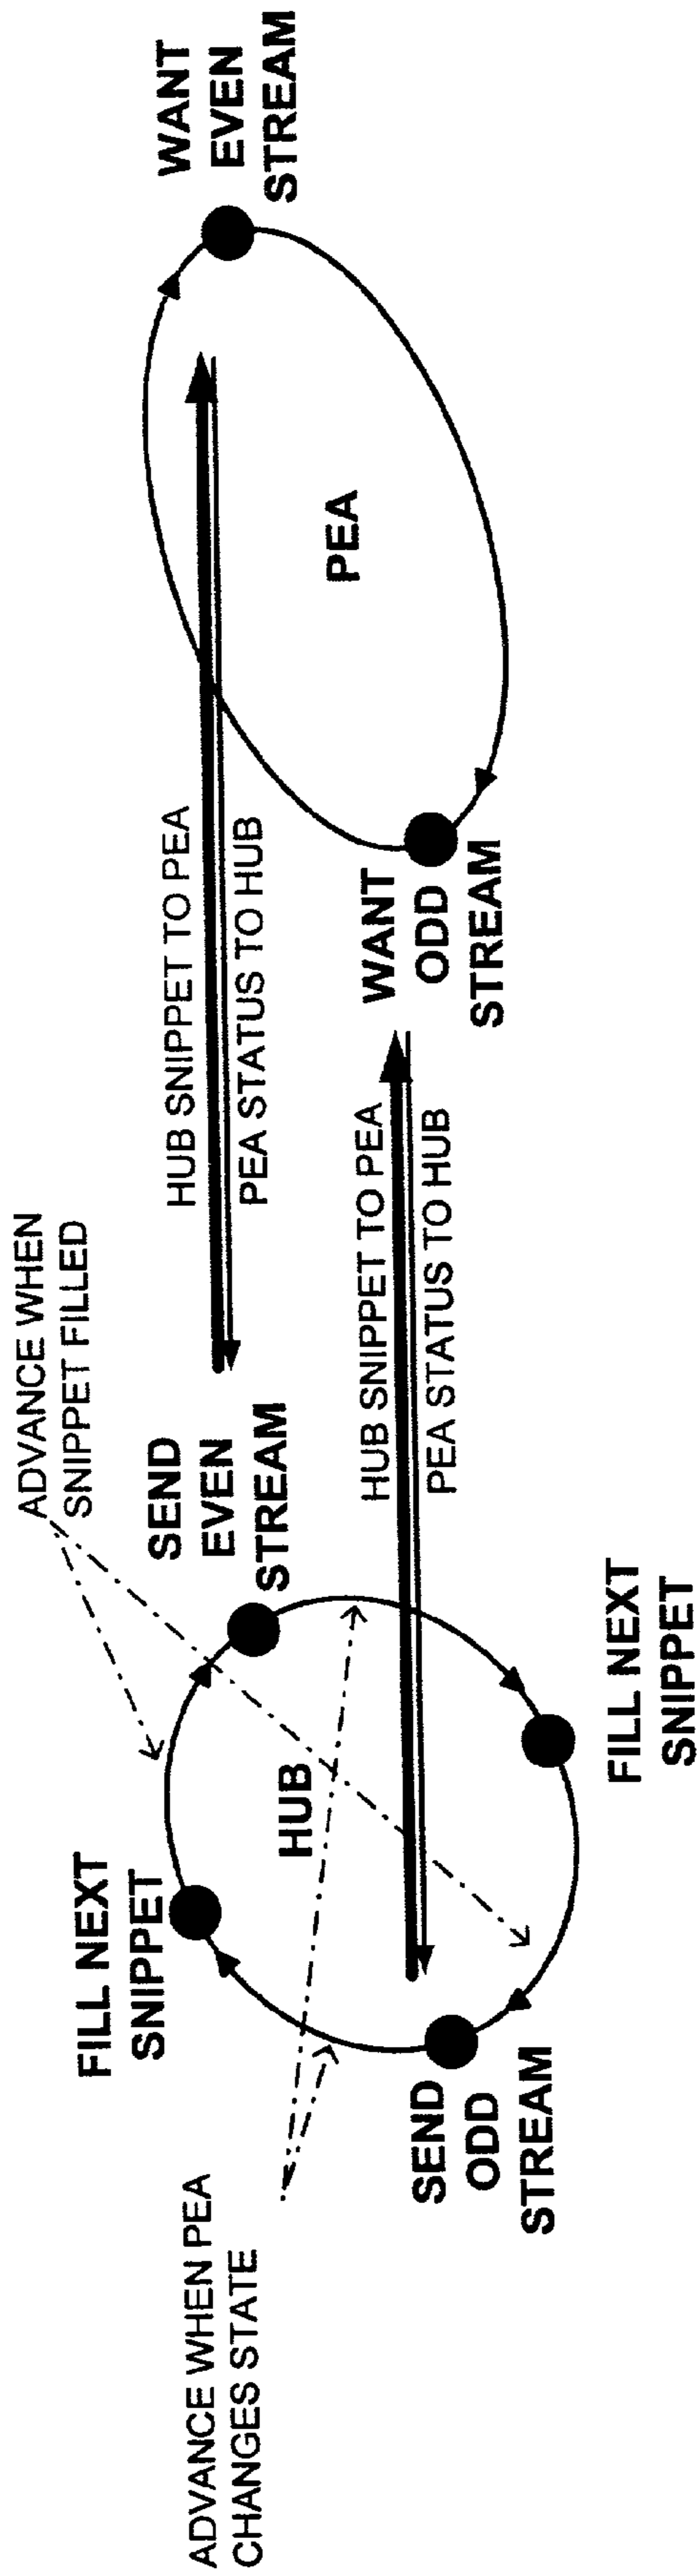 ADVANCE WHEN
SNIPPET FILLED
ADVANCE WHEN PEA
CHANGES STATE
FILL NEXT
SNIPPET
SEND
EVEN
STREAM
HUB
SEND
ODD
STREAM
FILL NEXT
SNIPPET
HUB SNIPPET TO PEA
PEA STATUS TO HUB
HUB SNIPPET TO PEA
PEA STATUS TO HUB
WANT
EVEN
STREAM
PEA
WANT
ODD
STREAM